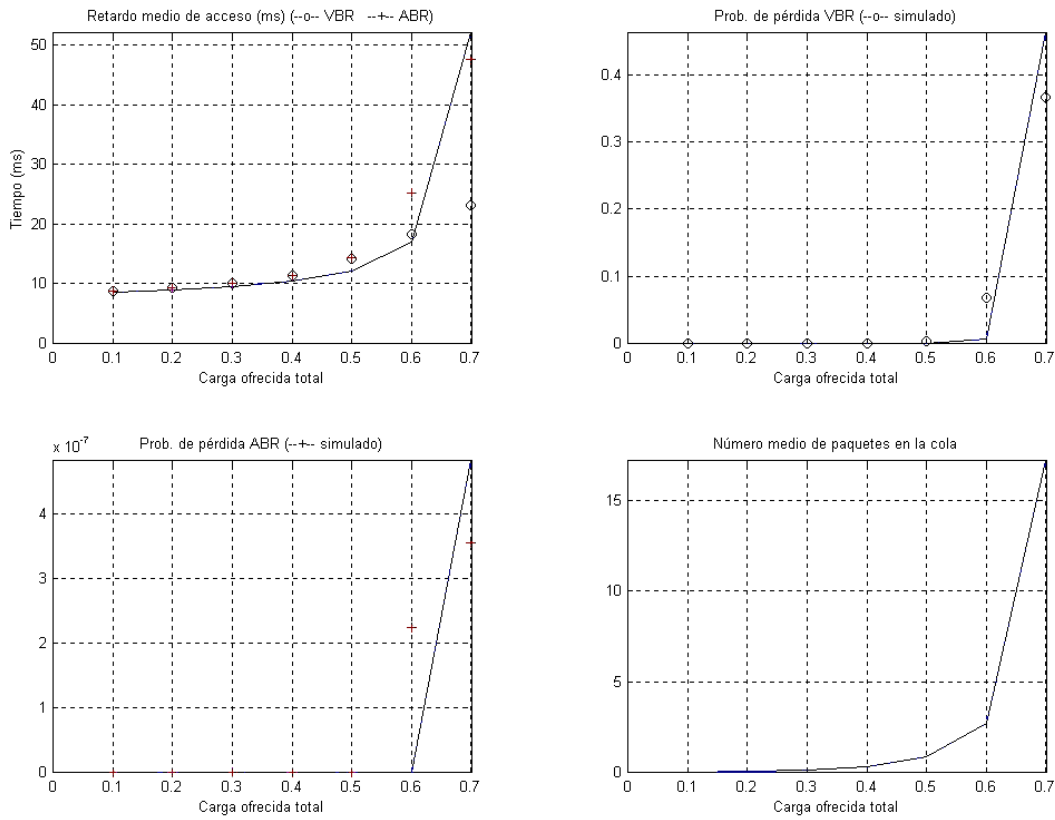 Retardo medio de acceso (ms) (--o-- VBR --+-- ABR)
50
40
30
20
10
0
Tiempo (ms)
0 0.1 0.2 0.3 0.4 0.5 0.6 0.7
Carga ofrecida total
Prob. de pérdida VBR (--o-- simulado)
0.4
0.3
0.2
0.1
0
0 0.1 0.2 0.3 0.4 0.5 0.6 0.7
Carga ofrecida total
x 10-7
Prob. de pérdida ABR (--+-- simulado)
4
3
2
1
0
0 0.1 0.2 0.3 0.4 0.5 0.6 0.7
Carga ofrecida total
Número medio de paquetes en la cola
15
10
5
0
0 0.1 0.2 0.3 0.4 0.5 0.6 0.7
Carga ofrecida total